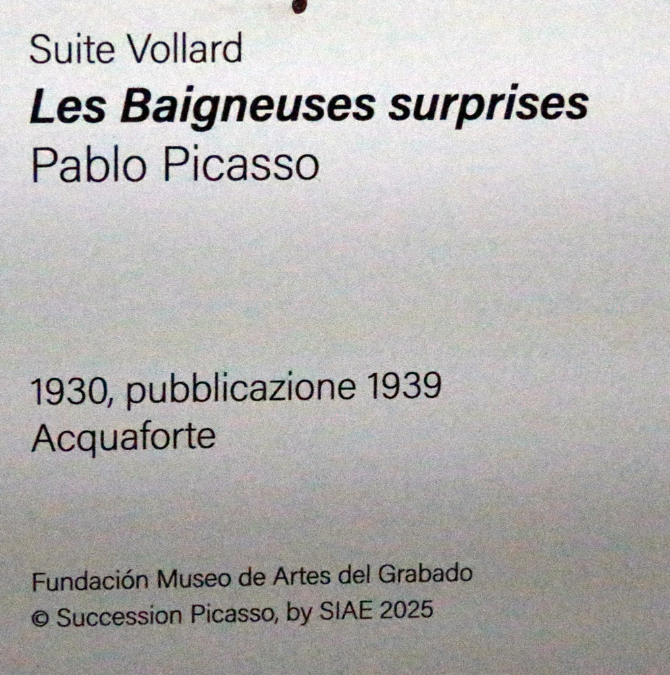 Suite Vollard
Les Baigneuses surprises
Pablo Picasso
1930, pubblicazione 1939
Acquaforte
Fundación Museo de Artes del Grabado
© Succession Picasso, by SIAE 2025